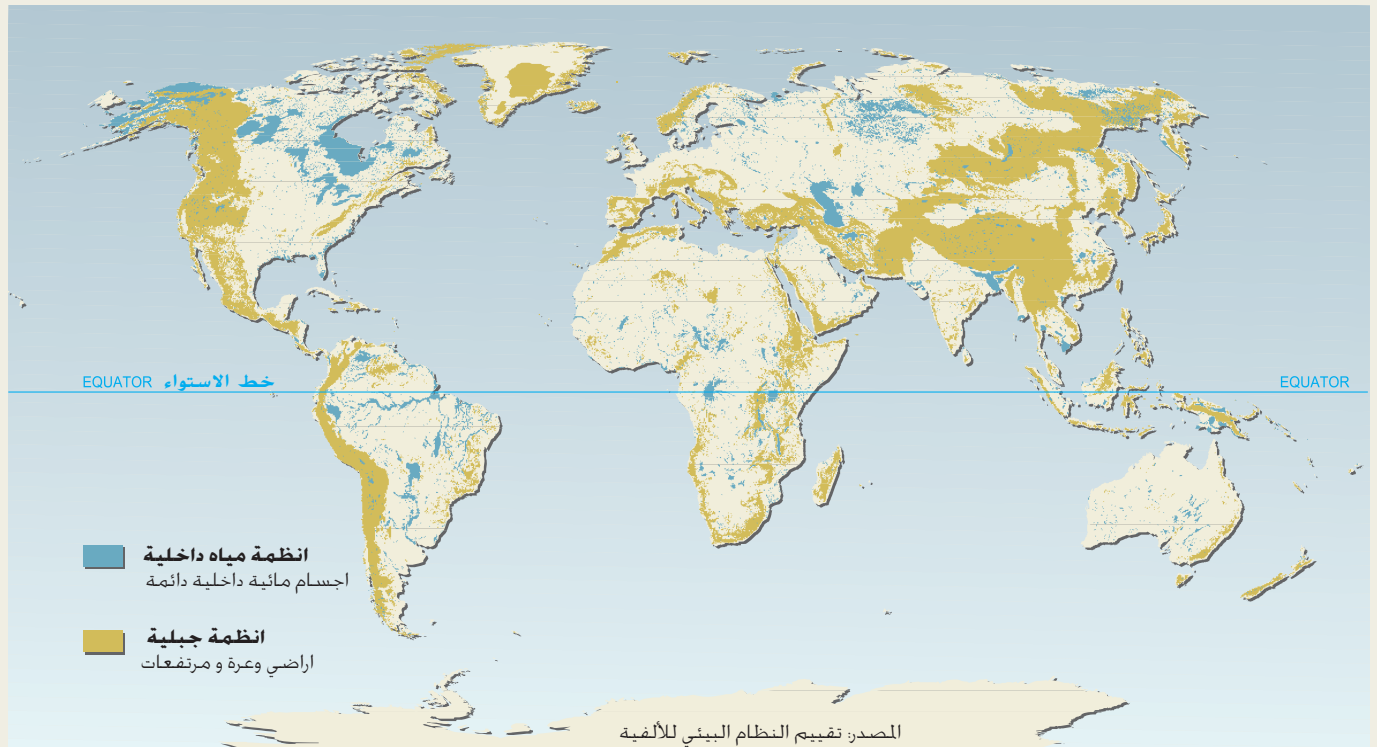 EQUATOR خط الاستواء
EQUATOR
انظمة مياه داخلية
اجسام مائية داخلية دائمة
انظمة جبلية
اراضي وعرة و مرتفعات
المصدر: تقييم النظام البيئي للألفية